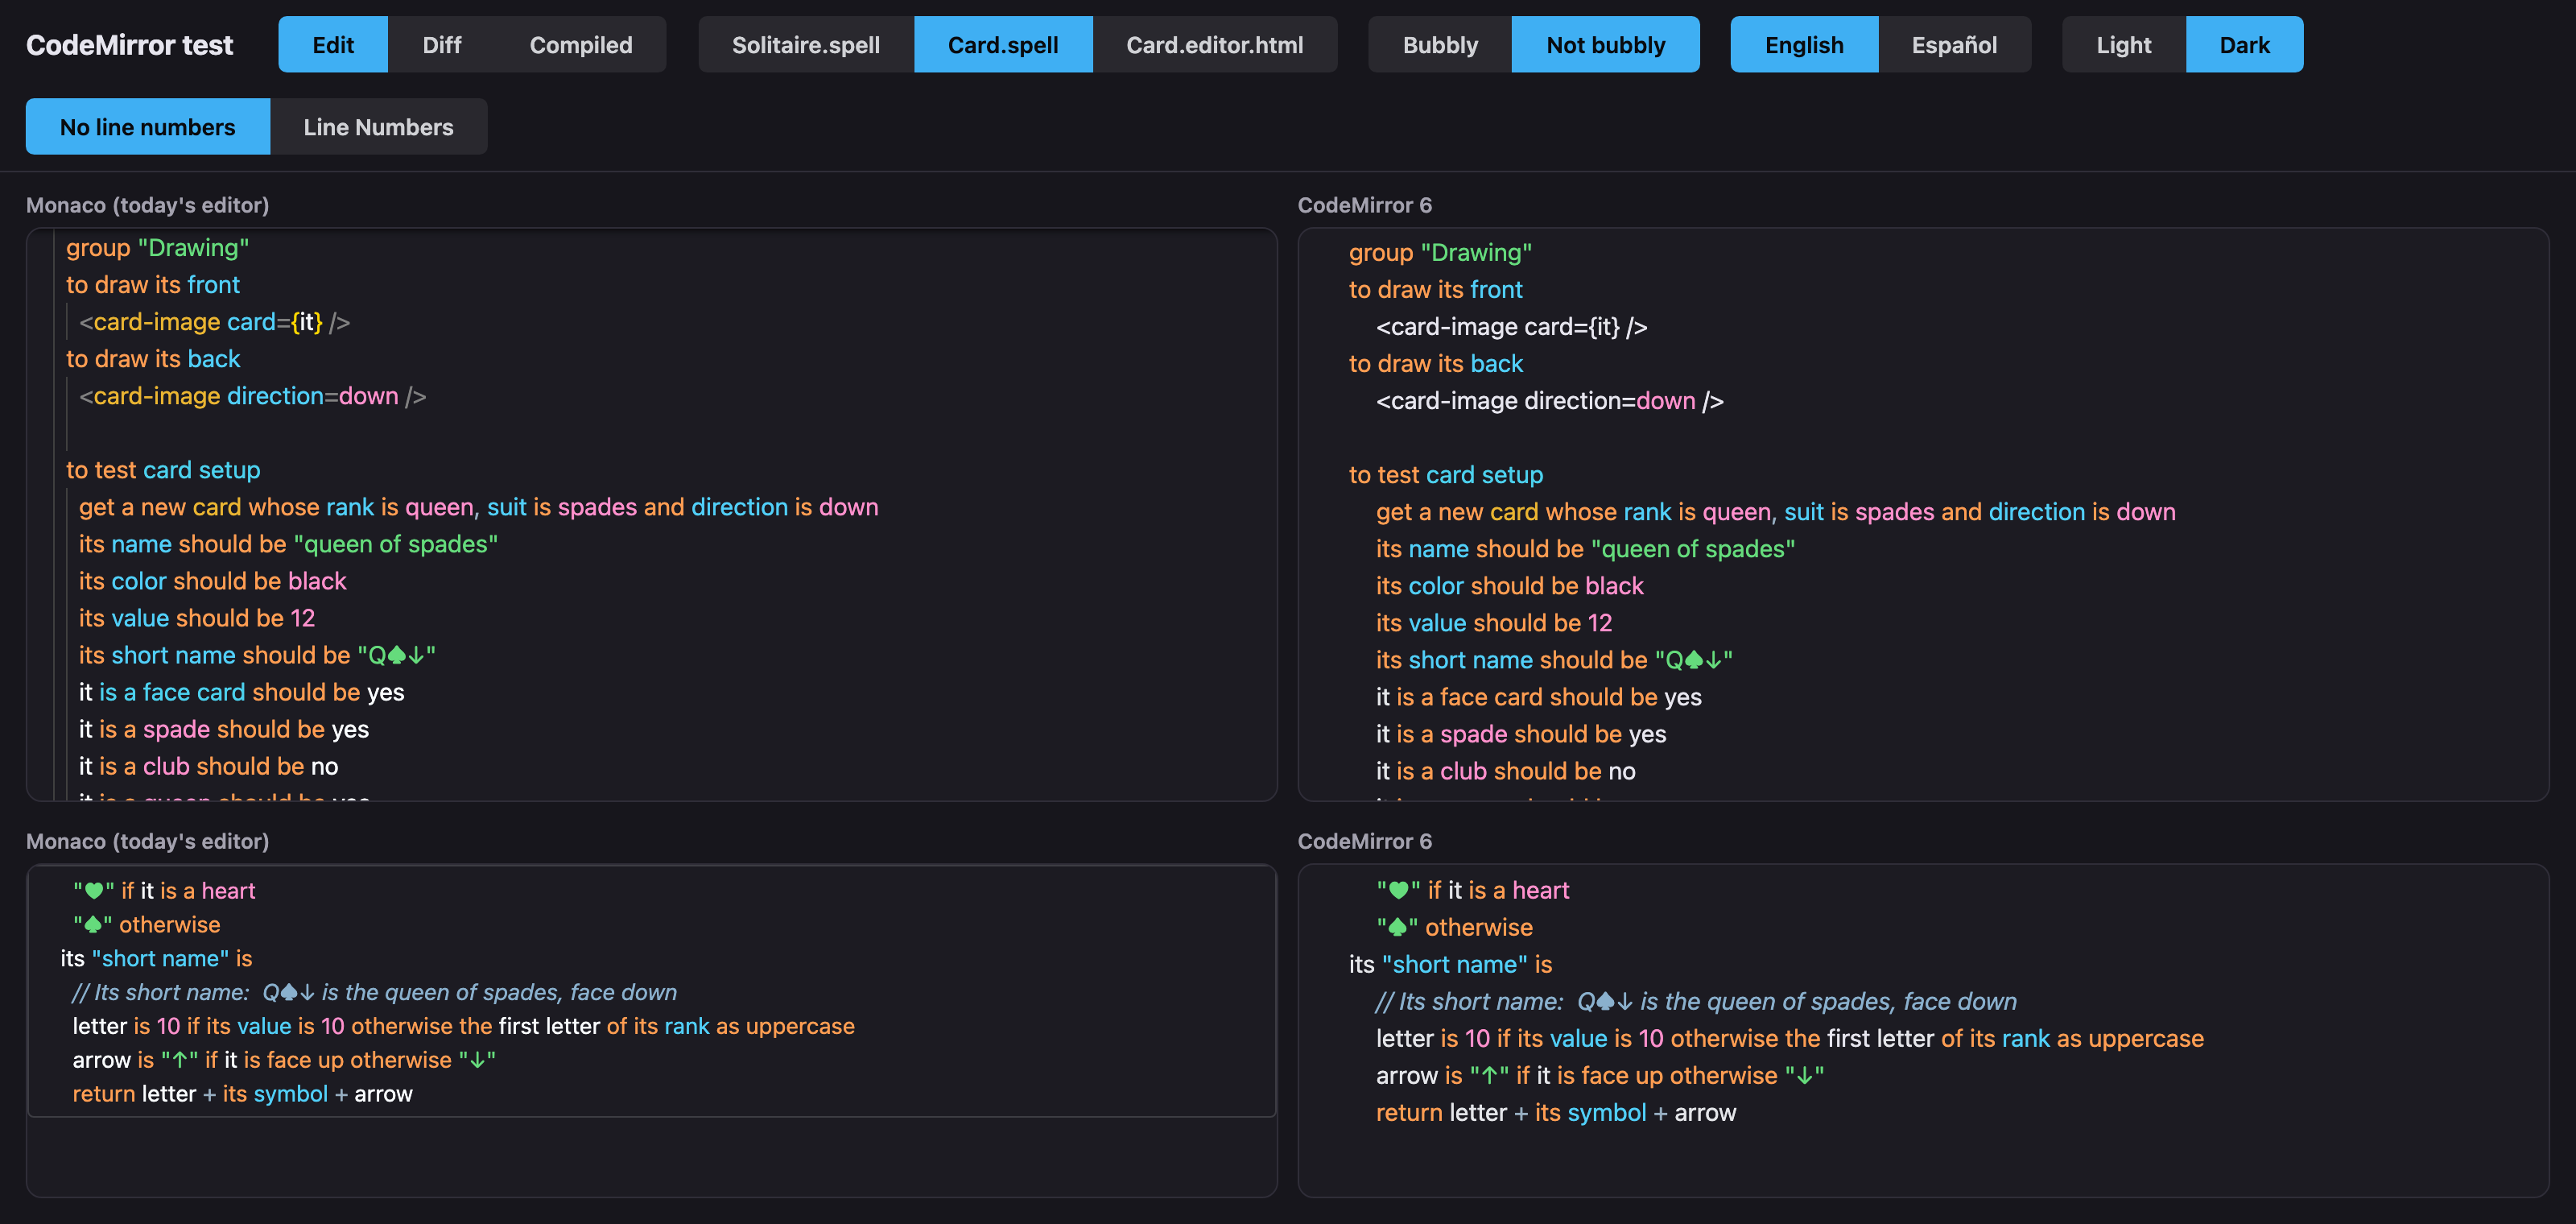 CodeMirror test Edit Diff Compiled Solitaire.spell Card.spell Card.editor.html Bubbly Not bubbly English Español Light Dark
No line numbers Line Numbers
Monaco (today's editor)
group "Drawing"
to draw its front
<card-image card={it} />
to draw its back
<card-image direction=down />
to test card setup
get a new card whose rank is queen, suit is spades and direction is down
its name should be "queen of spades"
its color should be black
its value should be 12
its short name should be "Q♠↓"
it is a face card should be yes
it is a spade should be yes
it is a club should be no
it is a queen should be yes
CodeMirror 6
group "Drawing"
to draw its front
<card-image card={it} />
to draw its back
<card-image direction=down />
to test card setup
get a new card whose rank is queen, suit is spades and direction is down
its name should be "queen of spades"
its color should be black
its value should be 12
its short name should be "Q♠↓"
it is a face card should be yes
it is a spade should be yes
it is a club should be no
Monaco (today's editor)
"♥" if it is a heart
"♠" otherwise
its "short name" is
// Its short name:  Q♠↓ is the queen of spades, face down
letter is 10 if its value is 10 otherwise the first letter of its rank as uppercase
arrow is "↑" if it is face up otherwise "↓"
return letter + its symbol + arrow
CodeMirror 6
"♥" if it is a heart
"♠" otherwise
its "short name" is
// Its short name:  Q♠↓ is the queen of spades, face down
letter is 10 if its value is 10 otherwise the first letter of its rank as uppercase
arrow is "↑" if it is face up otherwise "↓"
return letter + its symbol + arrow